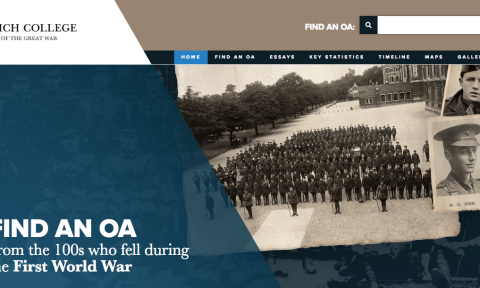 ICH COLLEGE
OF THE GREAT WAR
FIND AN OA:
HOME FIND AN OA ESSAYS KEY STATISTICS TIMELINE MAPS GALLE
FIND AN OA
from the 100s who fell during
he First World War